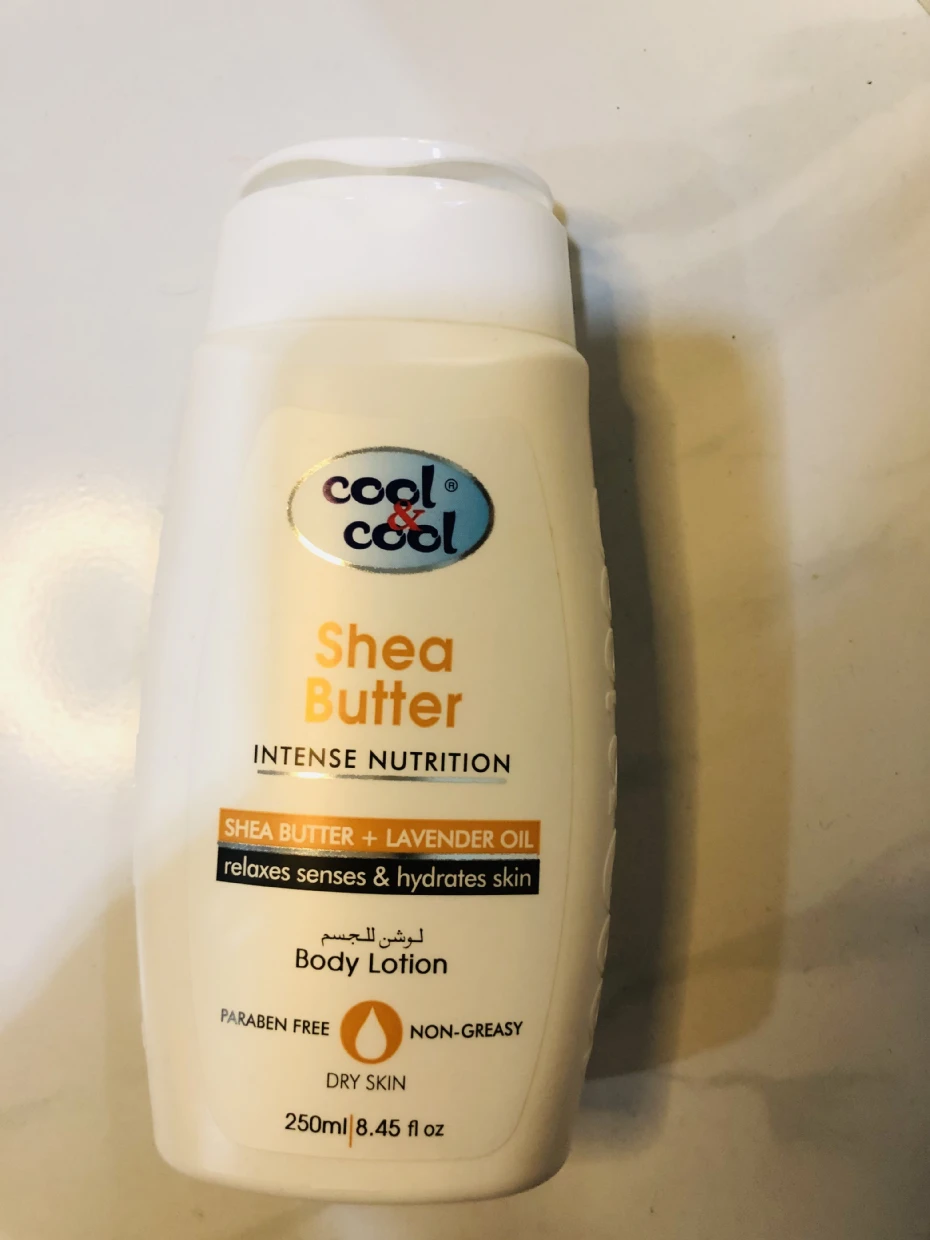 cool®
&
cool
Shea
Butter
INTENSE NUTRITION
SHEA BUTTER + LAVENDER OIL
relaxes senses & hydrates skin
لوشن للجسم
Body Lotion
PARABEN FREE NON-GREASY
DRY SKIN
250ml|8.45 fl oz